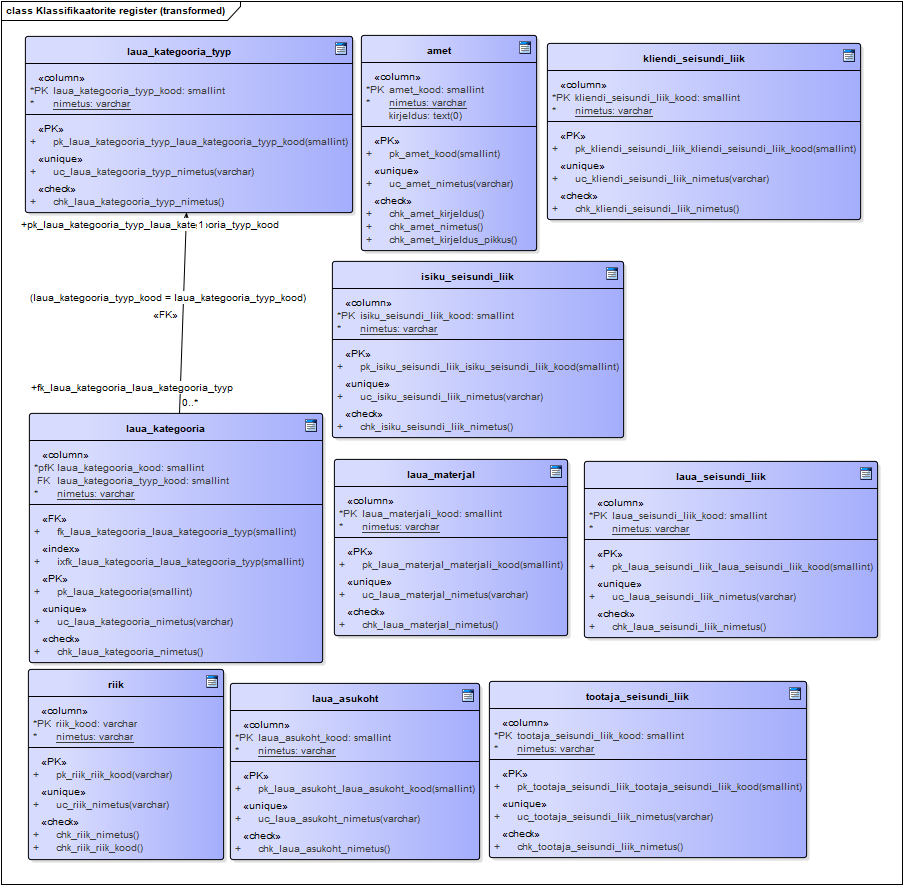 class Klassifikaatorite register (transformed)
laua_kategooria_tyyp
«column»
*PK laua_kategooria_tyyp_kood: smallint
* nimetus: varchar
«PK»
+ pk_laua_kategooria_tyyp_laua_kategooria_tyyp_kood(smallint)
«unique»
+ uc_laua_kategooria_tyyp_nimetus(varchar)
«check»
+ chk_laua_kategooria_tyyp_nimetus()
amet
«column»
*PK amet_kood: smallint
* nimetus: varchar
kirjeldus: text(0)
«PK»
+ pk_amet_kood(smallint)
«unique»
+ uc_amet_nimetus(varchar)
«check»
+ chk_amet_kirjeldus()
+ chk_amet_nimetus()
+ chk_amet_kirjeldus_pikkus()
kliendi_seisundi_liik
«column»
*PK kliendi_seisundi_liik_kood: smallint
* nimetus: varchar
«PK»
+ pk_kliendi_seisundi_liik_kliendi_seisundi_liik_kood(smallint)
«unique»
+ uc_kliendi_seisundi_liik_nimetus(varchar)
«check»
+ chk_kliendi_seisundi_liik_nimetus()
+pk_laua_kategooria_tyyp_laua_kate 1 oria_tyyp_kood
(laua_kategooria_tyyp_kood = laua_kategooria_tyyp_kood)
«FK»
+fk_laua_kategooria_laua_kategooria_tyyp
0..*
isiku_seisundi_liik
«column»
*PK isiku_seisundi_liik_kood: smallint
* nimetus: varchar
«PK»
+ pk_isiku_seisundi_liik_isiku_seisundi_liik_kood(smallint)
«unique»
+ uc_isiku_seisundi_liik_nimetus(varchar)
«check»
+ chk_isiku_seisundi_liik_nimetus()
laua_kategooria
«column»
*pfK laua_kategooria_kood: smallint
FK laua_kategooria_tyyp_kood: smallint
* nimetus: varchar
«FK»
+ fk_laua_kategooria_laua_kategooria_tyyp(smallint)
«index»
+ ixfk_laua_kategooria_laua_kategooria_tyyp(smallint)
«PK»
+ pk_laua_kategooria(smallint)
«unique»
+ uc_laua_kategooria_nimetus(varchar)
«check»
+ chk_laua_kategooria_nimetus()
laua_materjal
«column»
*PK laua_materjali_kood: smallint
* nimetus: varchar
«PK»
+ pk_laua_materjal_materjali_kood(smallint)
«unique»
+ uc_laua_materjal_nimetus(varchar)
«check»
+ chk_laua_materjal_nimetus()
laua_seisundi_liik
«column»
*PK laua_seisundi_liik_kood: smallint
* nimetus: varchar
«PK»
+ pk_laua_seisundi_liik_laua_seisundi_liik_kood(smallint)
«unique»
+ uc_laua_seisundi_liik_nimetus(varchar)
«check»
+ chk_laua_seisundi_liik_nimetus()
riik
«column»
*PK riik_kood: varchar
* nimetus: varchar
«PK»
+ pk_riik_riik_kood(varchar)
«unique»
+ uc_riik_nimetus(varchar)
«check»
+ chk_riik_nimetus()
+ chk_riik_riik_kood()
laua_asukoht
«column»
*PK laua_asukoht_kood: smallint
* nimetus: varchar
«PK»
+ pk_laua_asukoht_laua_asukoht_kood(smallint)
«unique»
+ uc_laua_asukoht_nimetus(varchar)
«check»
+ chk_laua_asukoht_nimetus()
tootaja_seisundi_liik
«column»
*PK tootaja_seisundi_liik_kood: smallint
* nimetus: varchar
«PK»
+ pk_tootaja_seisundi_liik_tootaja_seisundi_liik_kood(smallint)
«unique»
+ uc_tootaja_seisundi_liik_nimetus(varchar)
«check»
+ chk_tootaja_seisundi_liik_nimetus()